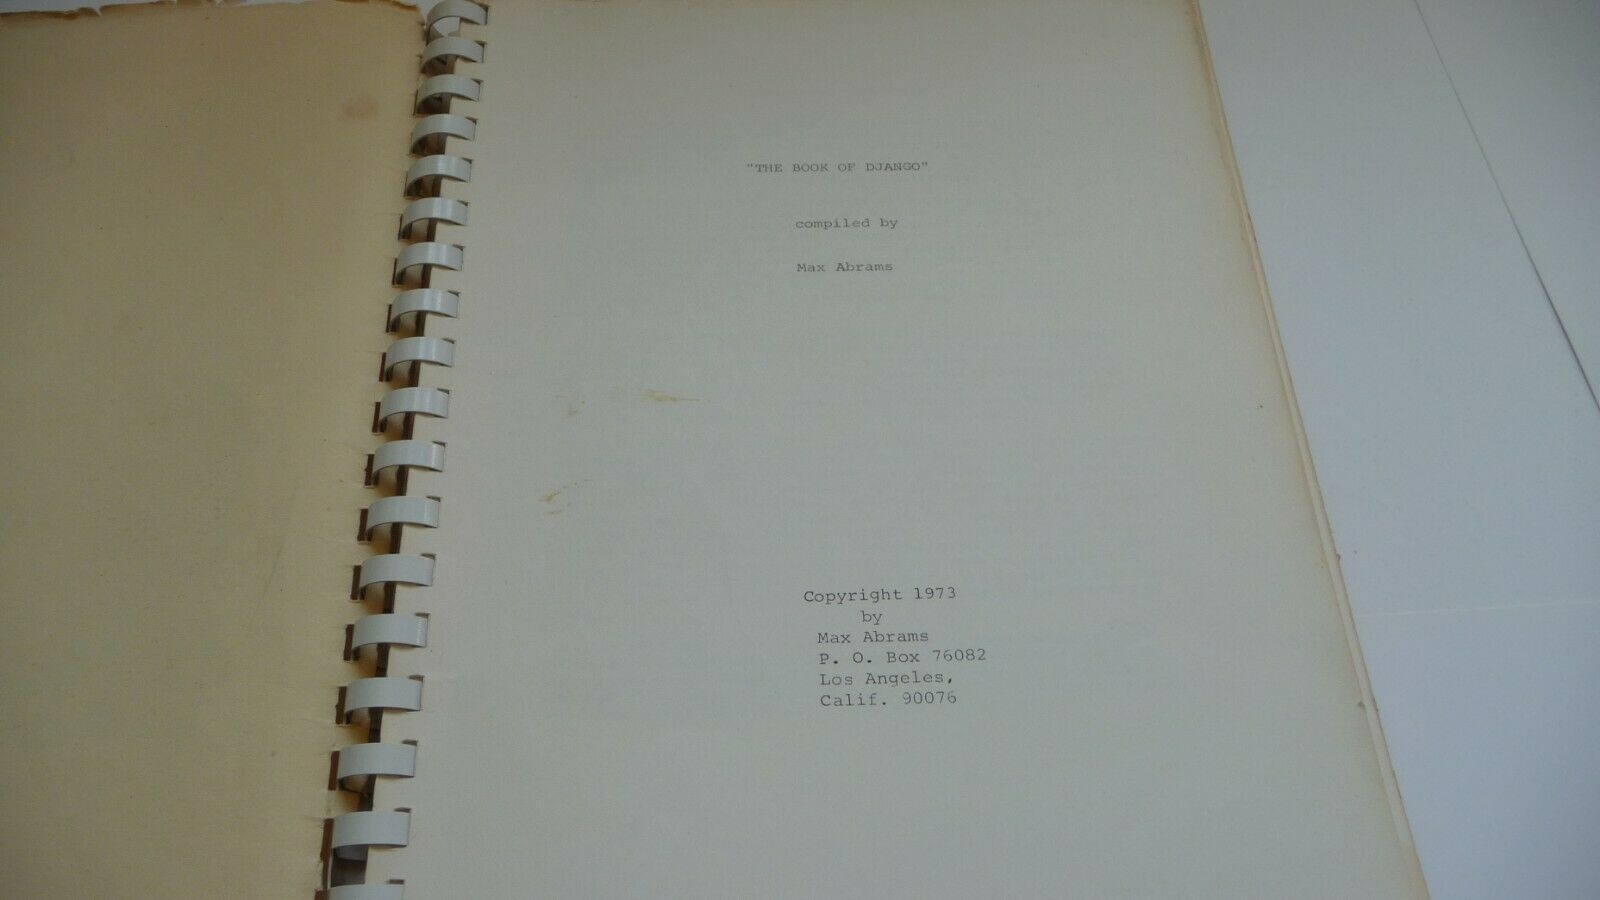 "THE BOOK OF DJANGO"
compiled by
Max Abrams
Copyright 1973
by
Max Abrams
P. O. Box 76082
Los Angeles,
Calif. 90076